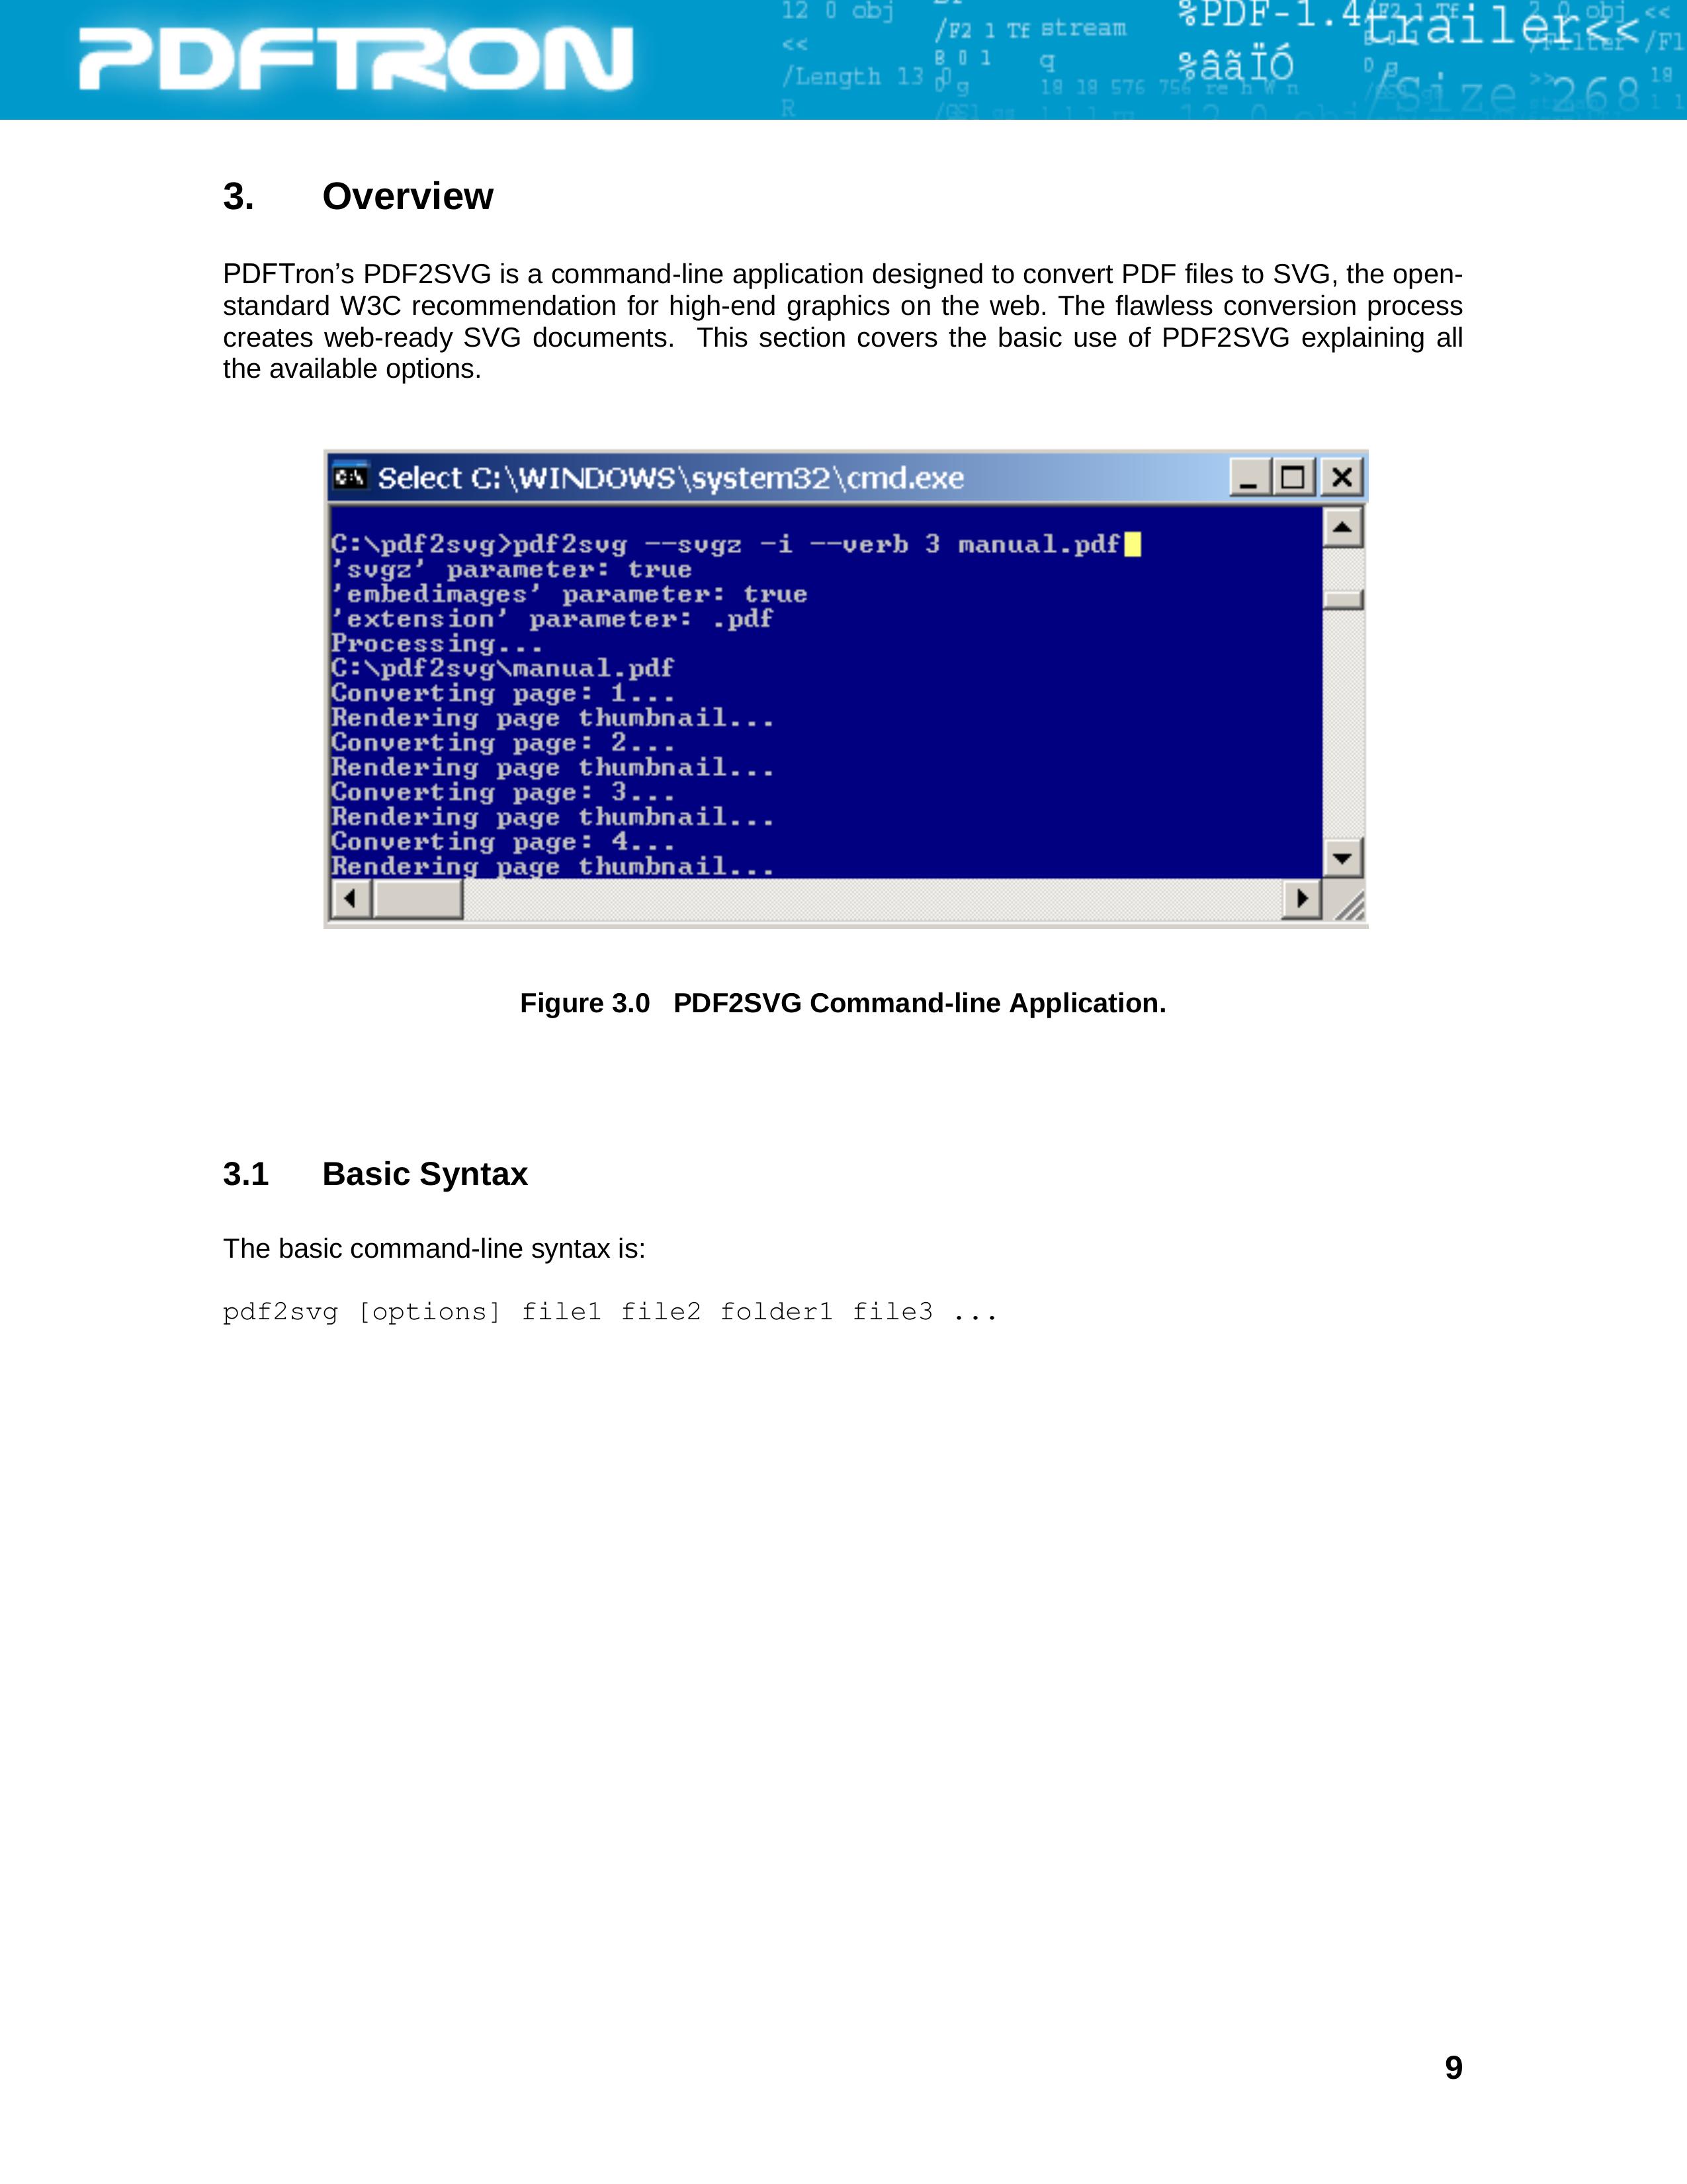 PDFTRON
12 0 obj
<<
/Length 13 0
R
/F2 1 Tf
stream
q
18 18 576 756 re h W n
%PDF-1.4
%âãÏÓ
trailer<<
/Size 268
3. Overview
PDFTron’s PDF2SVG is a command-line application designed to convert PDF files to SVG, the open-
standard W3C recommendation for high-end graphics on the web. The flawless conversion process
creates web-ready SVG documents.  This section covers the basic use of PDF2SVG explaining all
the available options.
Select C:\WINDOWS\system32\cmd.exe
C:\pdf2svg>pdf2svg --svgz -i --verb 3 manual.pdf
'svgz' parameter: true
'embedimages' parameter: true
'extension' parameter: .pdf
Processing...
C:\pdf2svg\manual.pdf
Converting page: 1...
Rendering page thumbnail...
Converting page: 2...
Rendering page thumbnail...
Converting page: 3...
Rendering page thumbnail...
Converting page: 4...
Rendering page thumbnail...
Figure 3.0   PDF2SVG Command-line Application.
3.1 Basic Syntax
The basic command-line syntax is:
pdf2svg [options] file1 file2 folder1 file3 ...
9